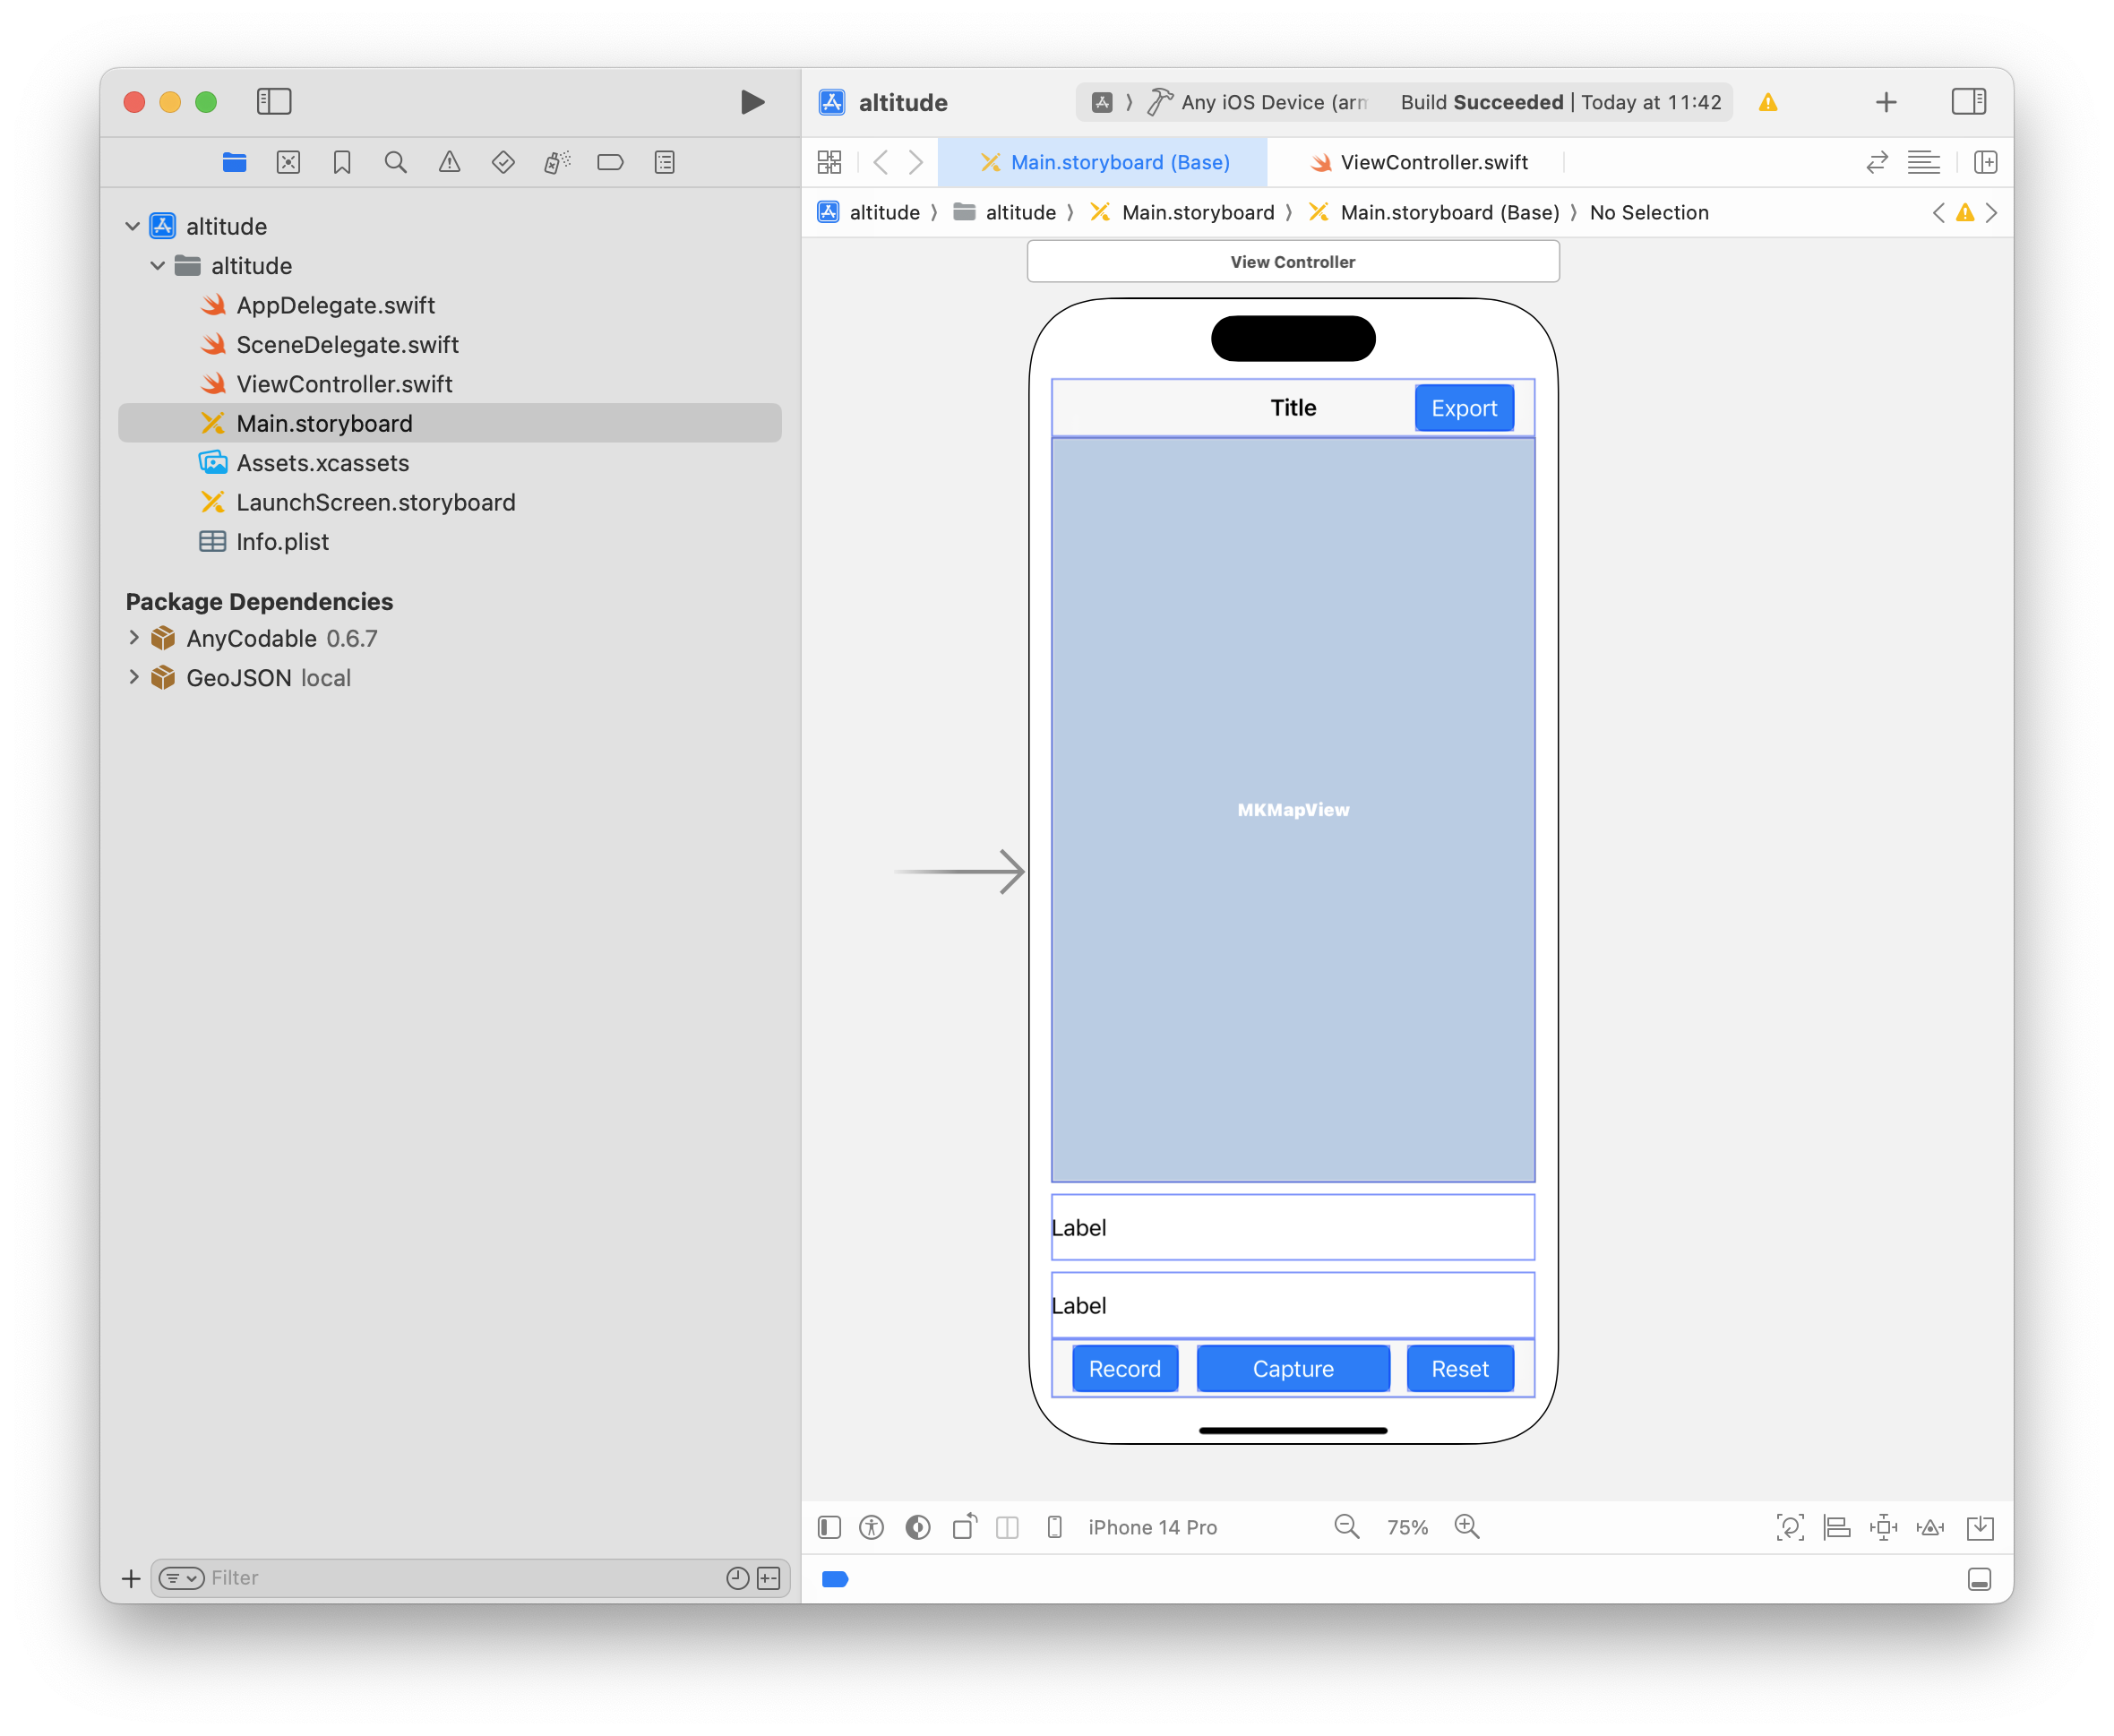 altitude
Any iOS Device (arm
Build Succeeded | Today at 11:42
Main.storyboard (Base)
ViewController.swift
altitude 〉 altitude 〉 Main.storyboard 〉 Main.storyboard (Base) 〉 No Selection
altitude
altitude
AppDelegate.swift
SceneDelegate.swift
ViewController.swift
Main.storyboard
Assets.xcassets
LaunchScreen.storyboard
Info.plist
Package Dependencies
AnyCodable 0.6.7
GeoJSON local
Filter
View Controller
Title
Export
MKMapView
Label
Label
Record
Capture
Reset
iPhone 14 Pro
75%